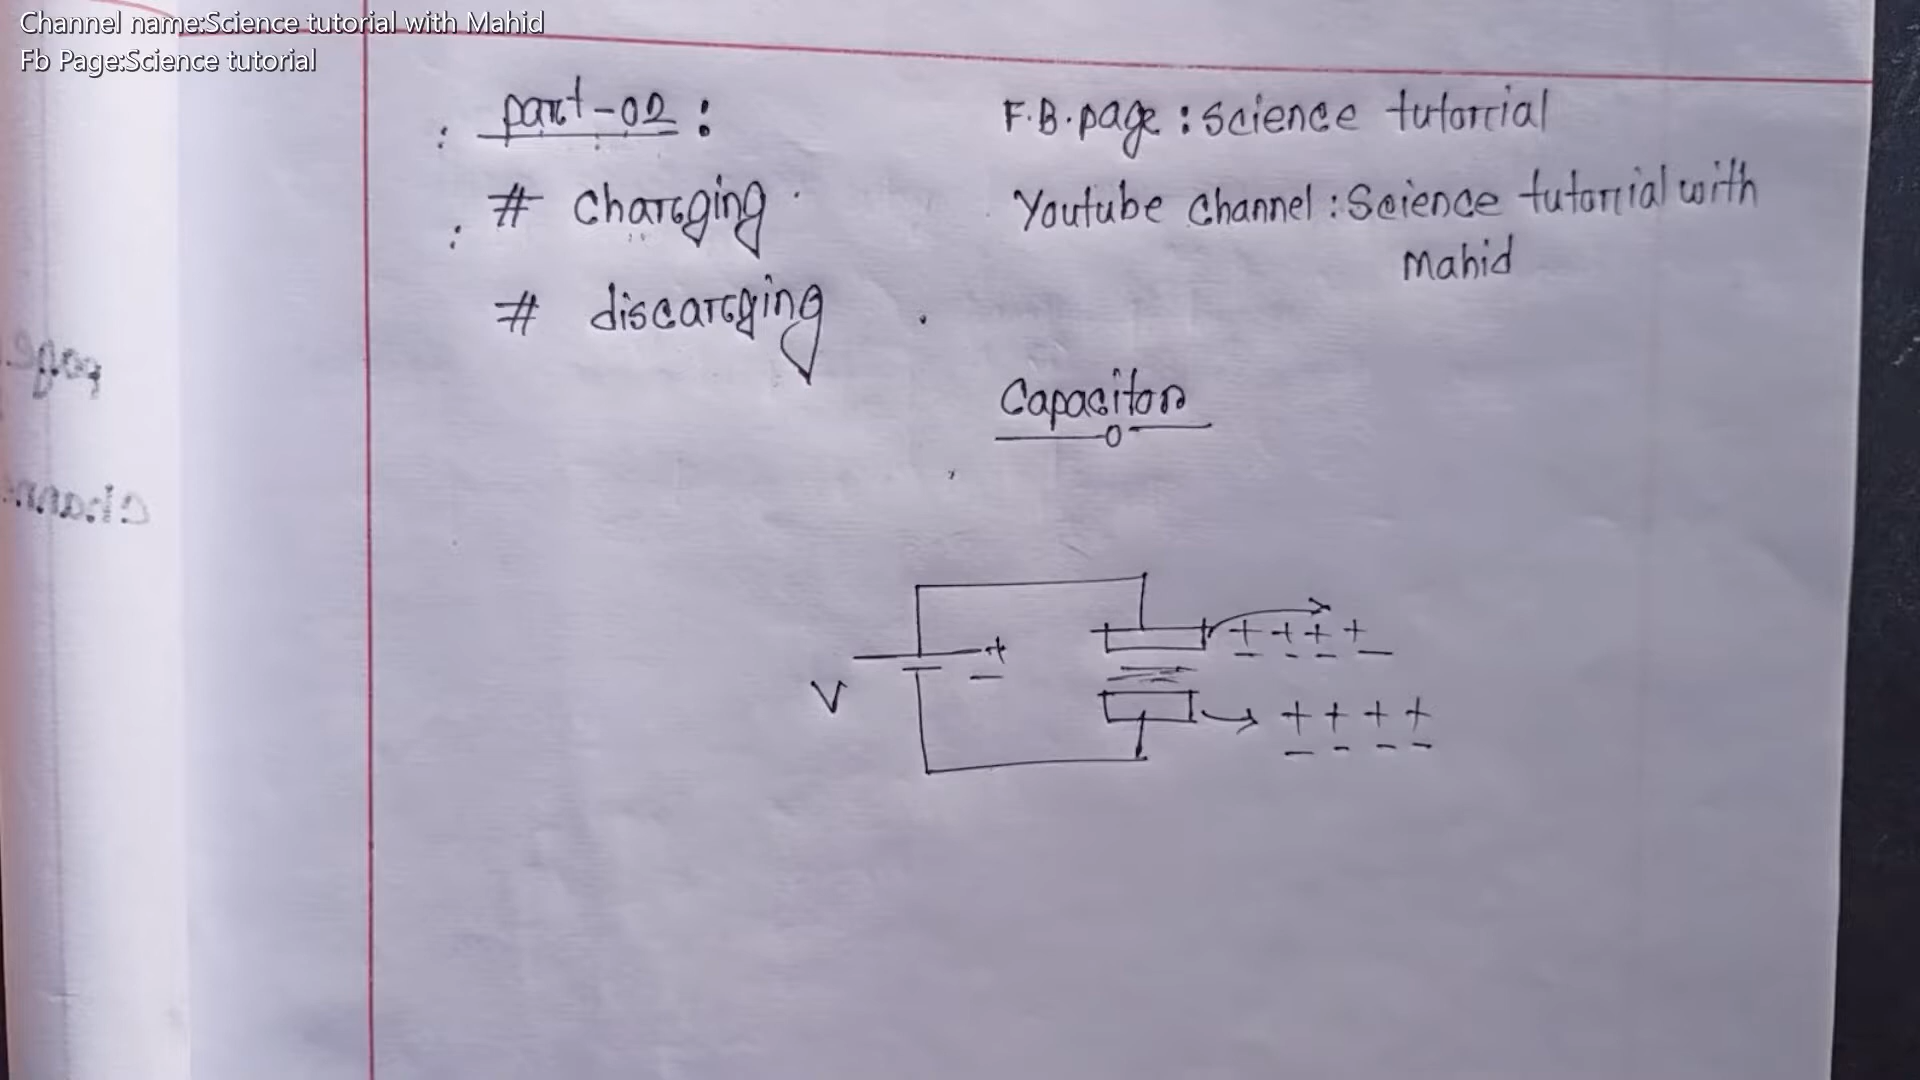 Channel name:Science tutorial with Mahid
Fb Page:Science tutorial
part-02:
# charging
# discarging
F.B.page:science tutorial
Youtube channel:Science tutorial with
Mahid
Capacitor
+
−
V
+ + + +
− − − −
+ + + +
− − − −